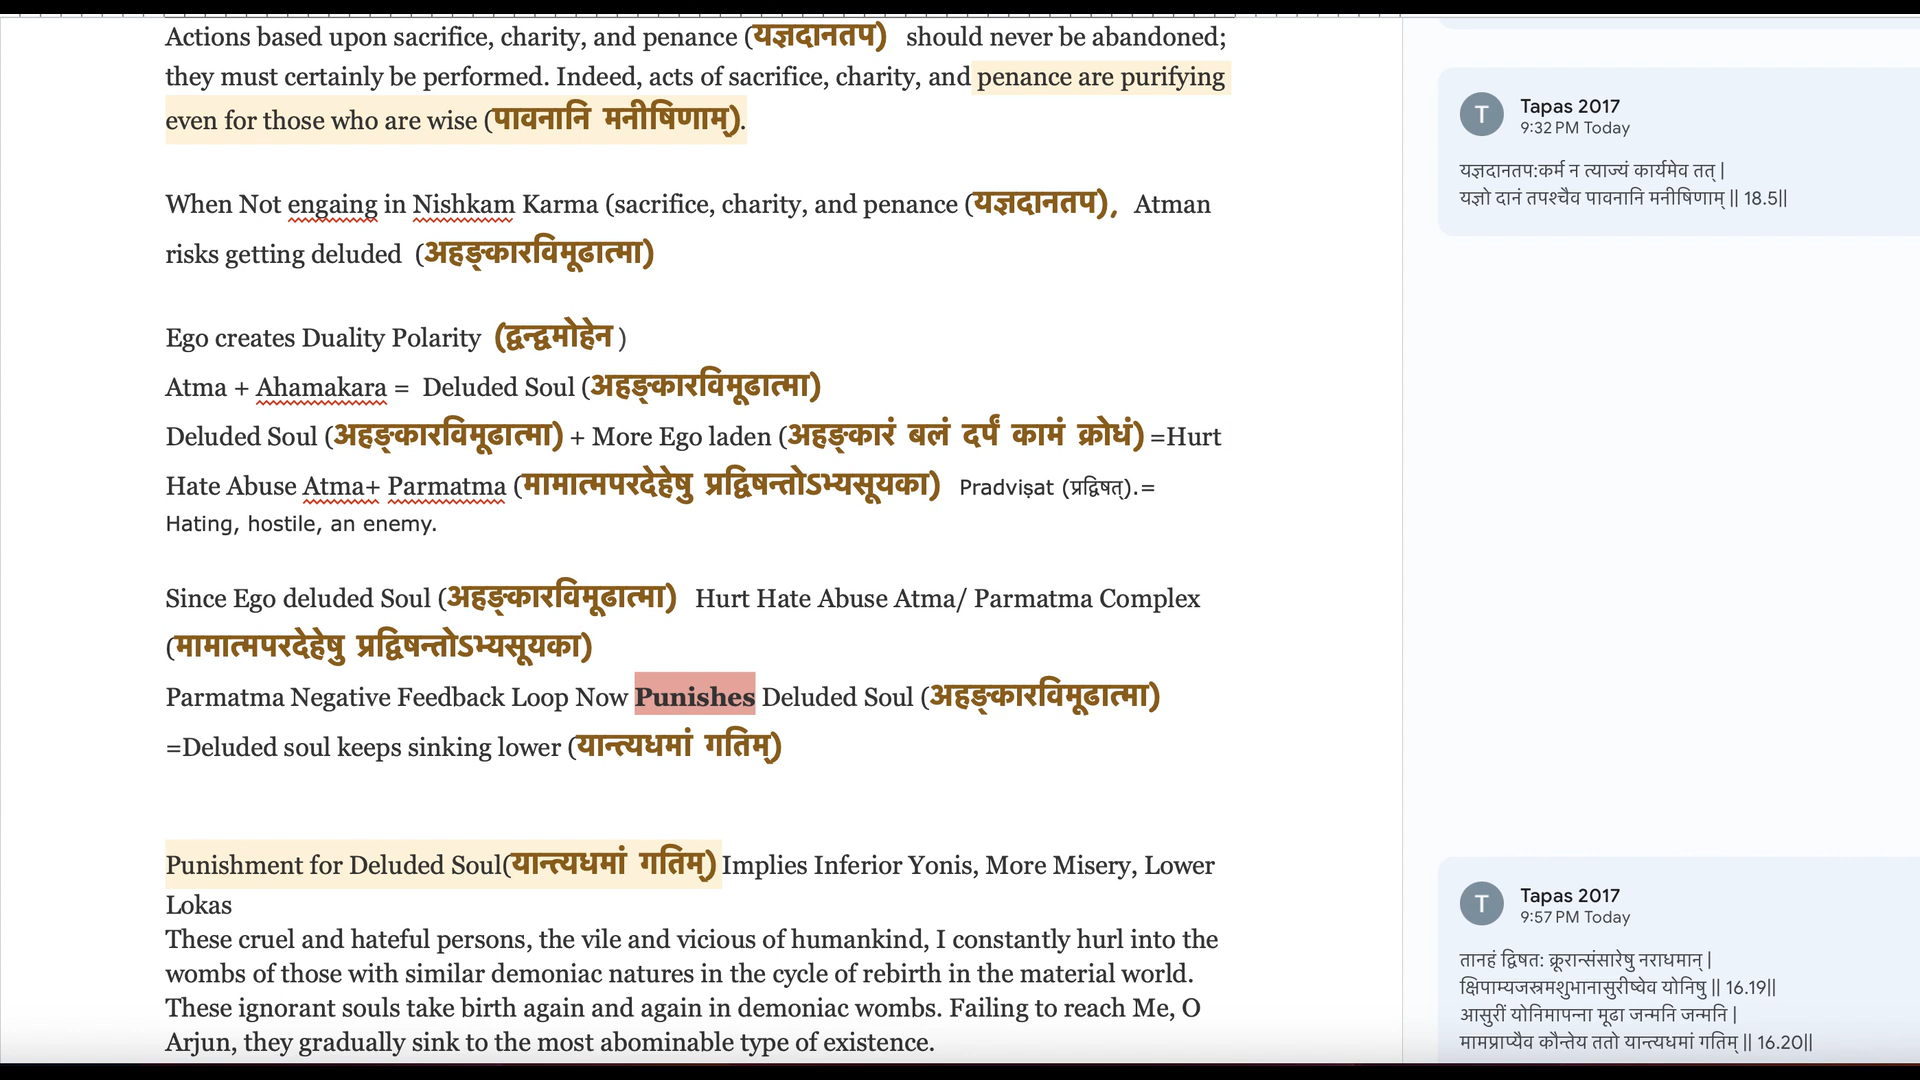 Actions based upon sacrifice, charity, and penance (यज्ञदानतप) should never be abandoned;
they must certainly be performed. Indeed, acts of sacrifice, charity, and penance are purifying
even for those who are wise (पावनानि मनीषिणाम्).
When Not engaing in Nishkam Karma (sacrifice, charity, and penance (यज्ञदानतप), Atman
risks getting deluded (अहङ्कारविमूढात्मा)
Ego creates Duality Polarity (द्वन्द्वमोहेन )
Atma + Ahamakara = Deluded Soul (अहङ्कारविमूढात्मा)
Deluded Soul (अहङ्कारविमूढात्मा) + More Ego laden (अहङ्कारं बलं दर्पं कामं क्रोधं) =Hurt
Hate Abuse Atma+ Parmatma (मामात्मपरदेहेषु प्रद्विषन्तोऽभ्यसूयका) Pradviṣat (प्रद्विषत्).=
Hating, hostile, an enemy.
Since Ego deluded Soul (अहङ्कारविमूढात्मा) Hurt Hate Abuse Atma/ Parmatma Complex
(मामात्मपरदेहेषु प्रद्विषन्तोऽभ्यसूयका)
Parmatma Negative Feedback Loop Now Punishes Deluded Soul (अहङ्कारविमूढात्मा)
=Deluded soul keeps sinking lower (यान्त्यधमां गतिम्)
Punishment for Deluded Soul(यान्त्यधमां गतिम्) Implies Inferior Yonis, More Misery, Lower
Lokas
These cruel and hateful persons, the vile and vicious of humankind, I constantly hurl into the
wombs of those with similar demoniac natures in the cycle of rebirth in the material world.
These ignorant souls take birth again and again in demoniac wombs. Failing to reach Me, O
Arjun, they gradually sink to the most abominable type of existence.
T
Tapas 2017
9:32 PM Today
यज्ञदानतप:कर्म न त्याज्यं कार्यमेव तत् |
यज्ञो दानं तपश्चैव पावनानि मनीषिणाम् || 18.5||
T
Tapas 2017
9:57 PM Today
तानहं द्विषत: क्रूरान्संसारेषु नराधमान् |
क्षिपाम्यजस्रमशुभानासुरीष्वेव योनिषु || 16.19||
आसुरीं योनिमापन्ना मूढा जन्मनि जन्मनि |
मामप्राप्यैव कौन्तेय ततो यान्त्यधमां गतिम् || 16.20||